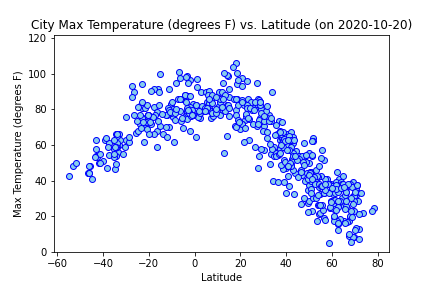 City Max Temperature (degrees F) vs. Latitude (on 2020-10-20)
120
100
80
60
40
20
0
Max Temperature (degrees F)
−60 −40 −20 0 20 40 60 80
Latitude